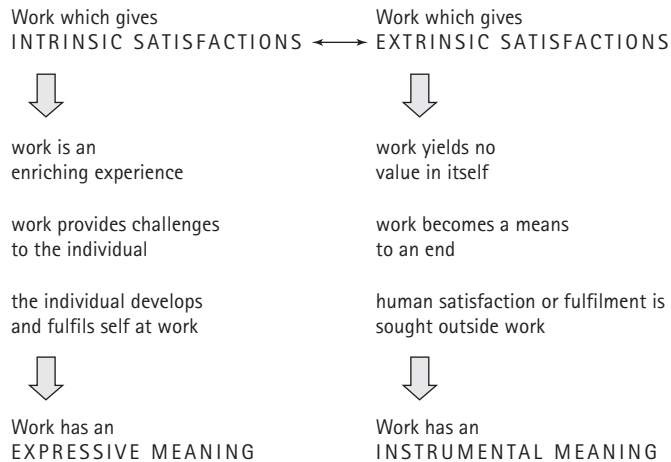 Work which gives
INTRINSIC SATISFACTIONS
work is an
enriching experience
work provides challenges
to the individual
the individual develops
and fulfils self at work
Work has an
EXPRESSIVE MEANING
Work which gives
EXTRINSIC SATISFACTIONS
work yields no
value in itself
work becomes a means
to an end
human satisfaction or fulfilment is
sought outside work
Work has an
INSTRUMENTAL MEANING